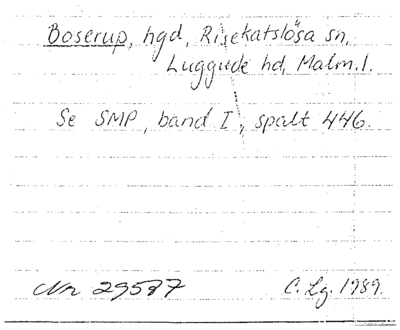 Boserup, hgd, Risekatslösa sn,
Luggude hd, Malm. l.
Se SMP, band I, spalt 446.
Nr 29587 C. Lg. 1989.